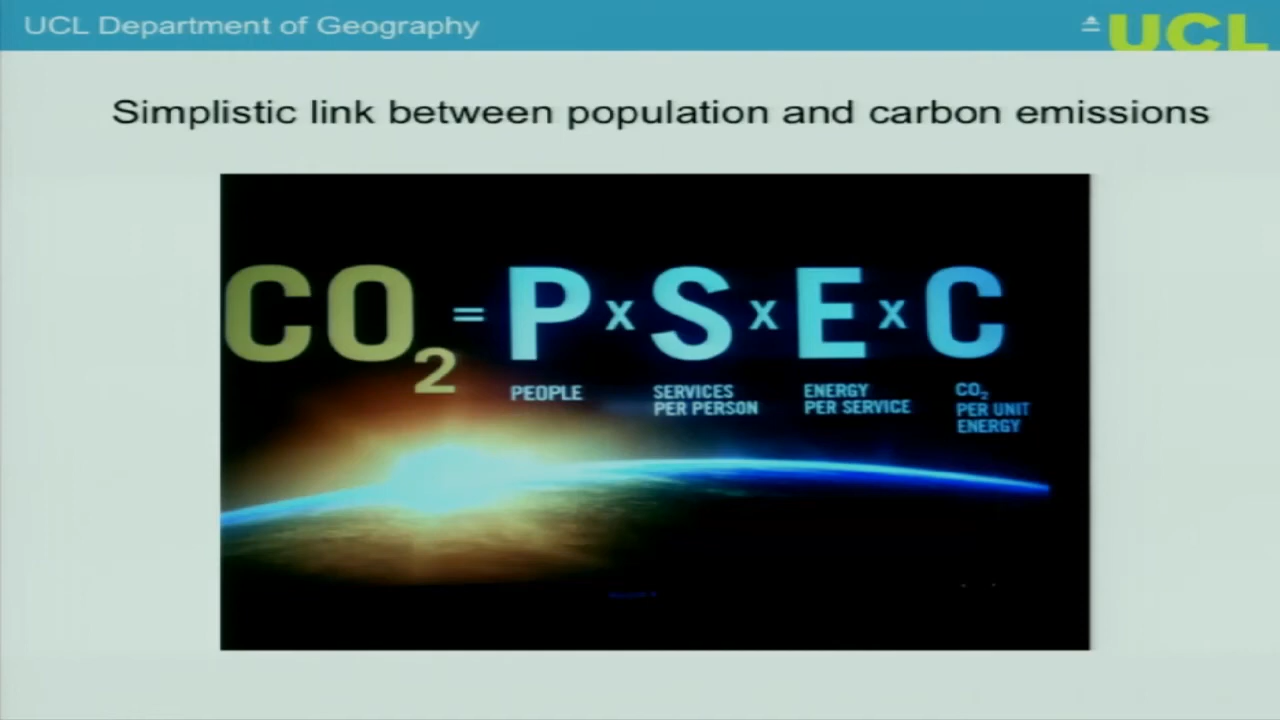 UCL Department of Geography
UCL
Simplistic link between population and carbon emissions
CO₂ = P x S x E x C
PEOPLE
SERVICES
PER PERSON
ENERGY
PER SERVICE
CO₂
PER UNIT
ENERGY